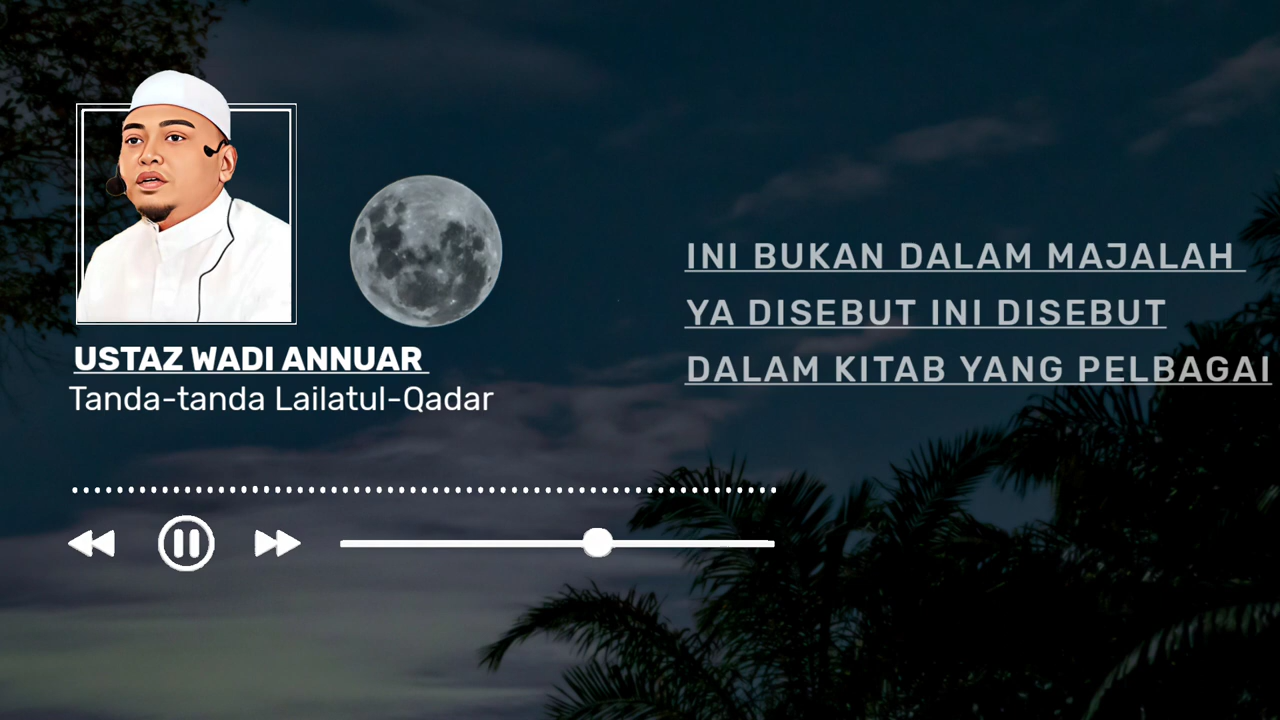 USTAZ WADI ANNUAR
Tanda-tanda Lailatul-Qadar
INI BUKAN DALAM MAJALAH
YA DISEBUT INI DISEBUT
DALAM KITAB YANG PELBAGAI